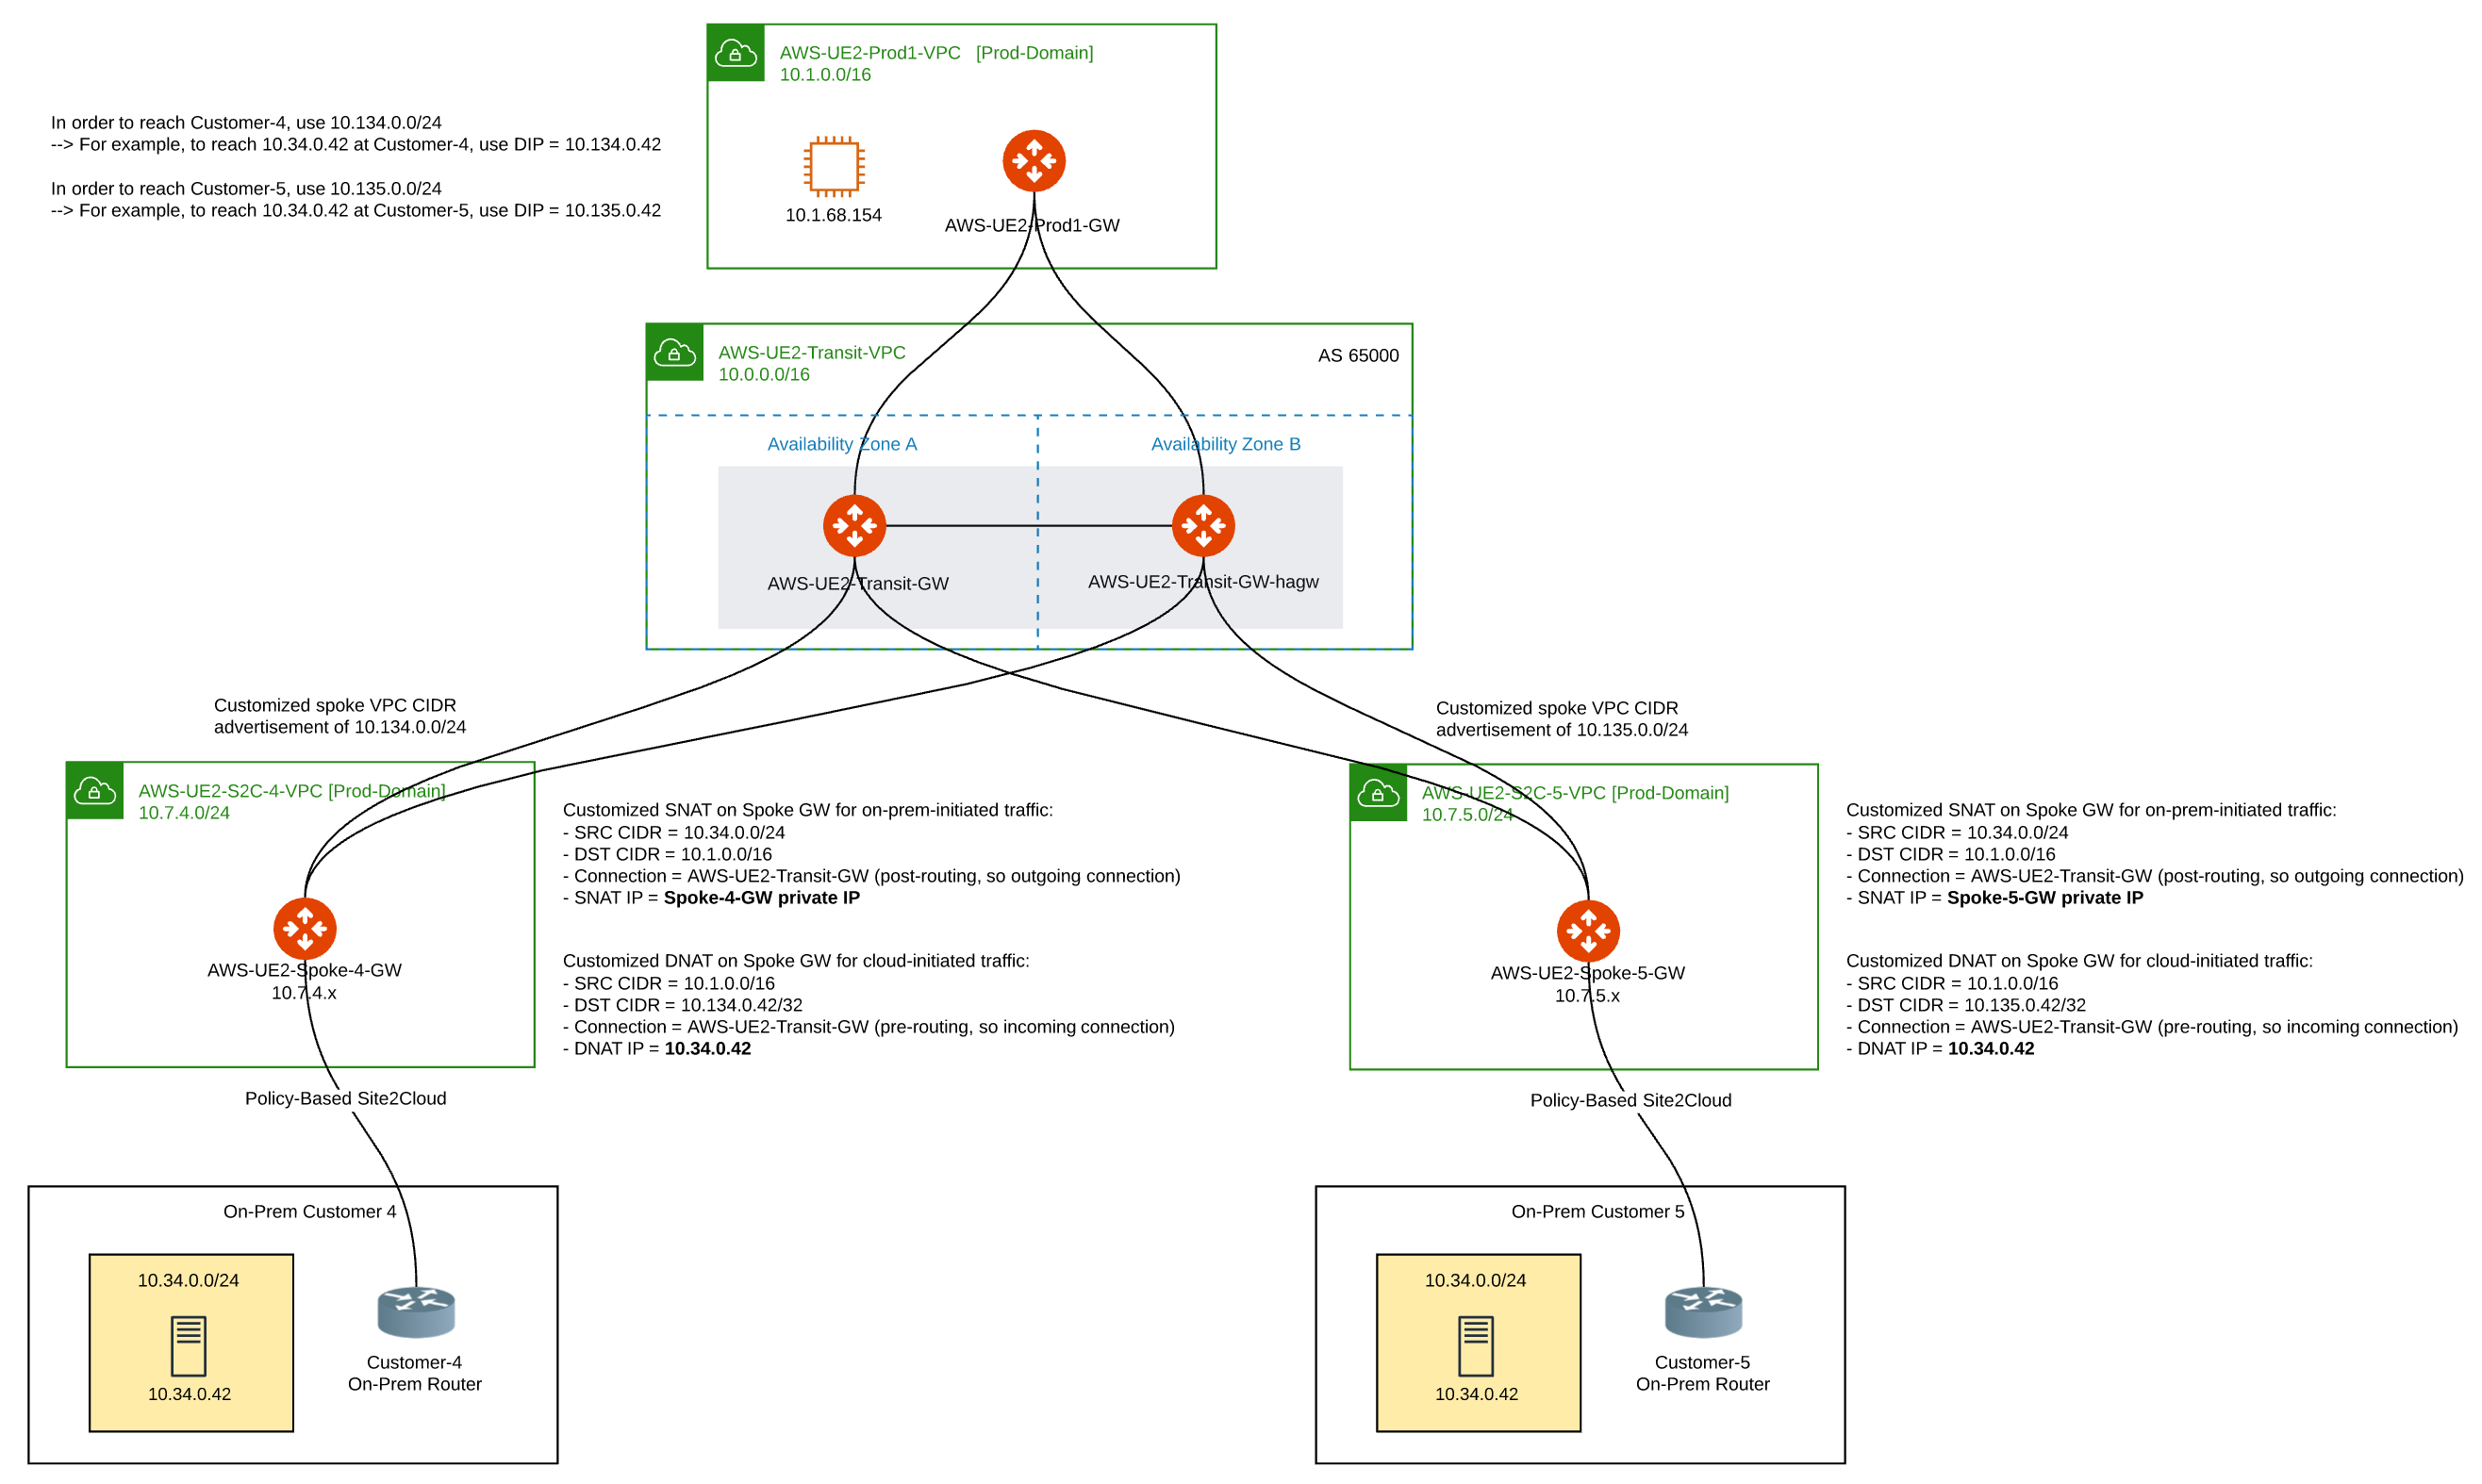 AWS-UE2-Prod1-VPC [Prod-Domain]
10.1.0.0/16
In order to reach Customer-4, use 10.134.0.0/24
--> For example, to reach 10.34.0.42 at Customer-4, use DIP = 10.134.0.42
In order to reach Customer-5, use 10.135.0.0/24
--> For example, to reach 10.34.0.42 at Customer-5, use DIP = 10.135.0.42
10.1.68.154
AWS-UE2-Prod1-GW
AWS-UE2-Transit-VPC
10.0.0.0/16
AS 65000
Availability Zone A
Availability Zone B
AWS-UE2-Transit-GW
AWS-UE2-Transit-GW-hagw
Customized spoke VPC CIDR
advertisement of 10.134.0.0/24
Customized spoke VPC CIDR
advertisement of 10.135.0.0/24
AWS-UE2-S2C-4-VPC [Prod-Domain]
10.7.4.0/24
Customized SNAT on Spoke GW for on-prem-initiated traffic:
- SRC CIDR = 10.34.0.0/24
- DST CIDR = 10.1.0.0/16
- Connection = AWS-UE2-Transit-GW (post-routing, so outgoing connection)
- SNAT IP = Spoke-4-GW private IP
Customized DNAT on Spoke GW for cloud-initiated traffic:
- SRC CIDR = 10.1.0.0/16
- DST CIDR = 10.134.0.42/32
- Connection = AWS-UE2-Transit-GW (pre-routing, so incoming connection)
- DNAT IP = 10.34.0.42
AWS-UE2-Spoke-4-GW
10.7.4.x
AWS-UE2-S2C-5-VPC [Prod-Domain]
10.7.5.0/24
Customized SNAT on Spoke GW for on-prem-initiated traffic:
- SRC CIDR = 10.34.0.0/24
- DST CIDR = 10.1.0.0/16
- Connection = AWS-UE2-Transit-GW (post-routing, so outgoing connection)
- SNAT IP = Spoke-5-GW private IP
Customized DNAT on Spoke GW for cloud-initiated traffic:
- SRC CIDR = 10.1.0.0/16
- DST CIDR = 10.135.0.42/32
- Connection = AWS-UE2-Transit-GW (pre-routing, so incoming connection)
- DNAT IP = 10.34.0.42
AWS-UE2-Spoke-5-GW
10.7.5.x
Policy-Based Site2Cloud
Policy-Based Site2Cloud
On-Prem Customer 4
10.34.0.0/24
10.34.0.42
Customer-4
On-Prem Router
On-Prem Customer 5
10.34.0.0/24
10.34.0.42
Customer-5
On-Prem Router